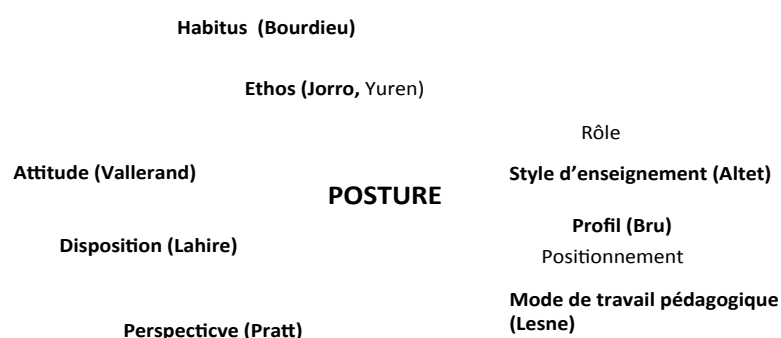 Habitus (Bourdieu)
Ethos (Jorro, Yuren)
Rôle
Attitude (Vallerand)
Style d’enseignement (Altet)
POSTURE
Profil (Bru)
Disposition (Lahire)
Positionnement
Mode de travail pédagogique
(Lesne)
Perspecticve (Pratt)